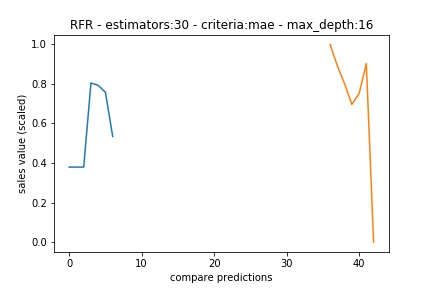 RFR - estimators:30 - criteria:mae - max_depth:16
1.0
0.8
0.6
0.4
0.2
0.0
sales value (scaled)
0 10 20 30 40
compare predictions